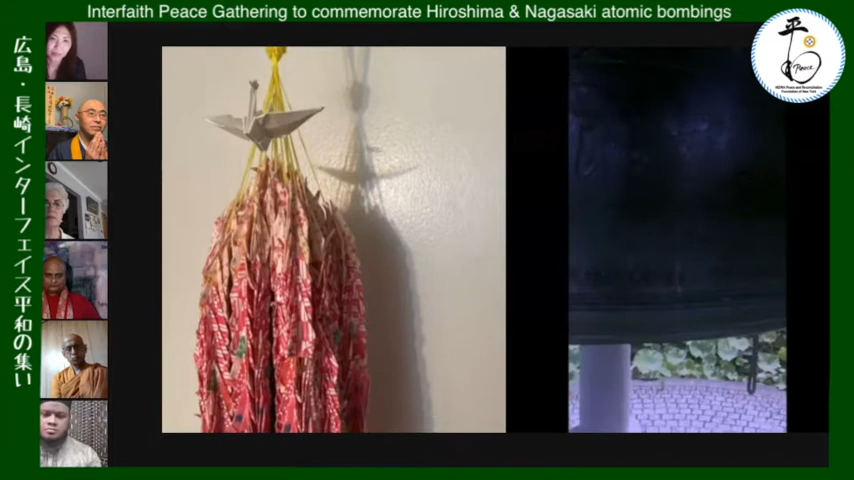 Interfaith Peace Gathering to commemorate Hiroshima & Nagasaki atomic bombings
広島・長崎インターフェイス平和の集い
平
Peace